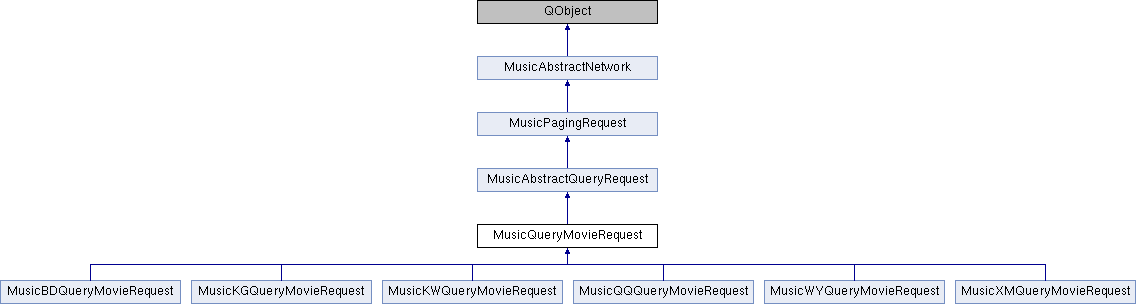 QObject
MusicAbstractNetwork
MusicPagingRequest
MusicAbstractQueryRequest
MusicQueryMovieRequest
MusicBDQueryMovieRequest MusicKGQueryMovieRequest MusicKWQueryMovieRequest MusicQQQueryMovieRequest MusicWYQueryMovieRequest MusicXMQueryMovieRequest